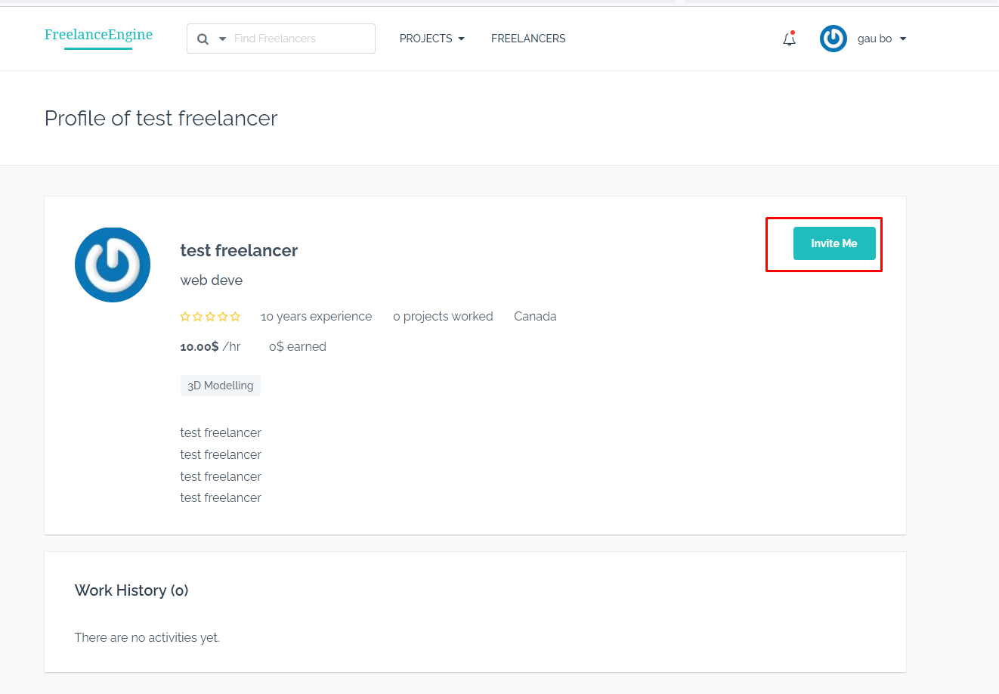 FreelanceEngine
Find Freelancers
PROJECTS
FREELANCERS
gau bo
Profile of test freelancer
Invite Me
test freelancer
web deve
10 years experience 0 projects worked Canada
10.00$ /hr 0$ earned
3D Modelling
test freelancer
test freelancer
test freelancer
test freelancer
Work History (0)
There are no activities yet.